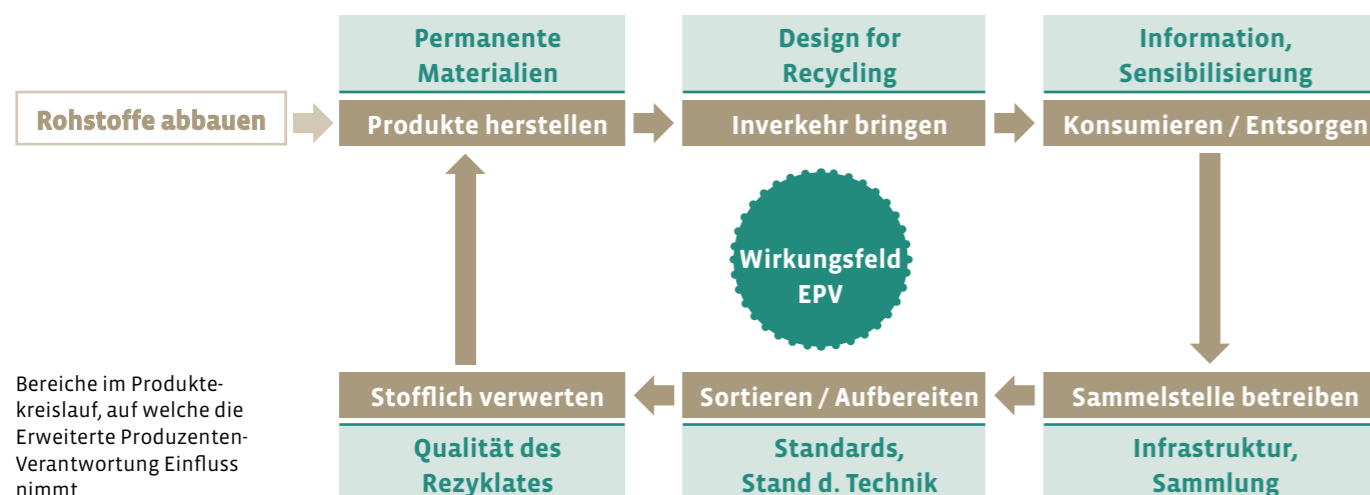 Permanente
Materialien
Design for
Recycling
Information,
Sensibilisierung
Rohstoffe abbauen
Produkte herstellen
Inverkehr bringen
Konsumieren / Entsorgen
Wirkungsfeld
EPV
Bereiche im Produkte-
kreislauf, auf welche die
Erweiterte Produzenten-
Verantwortung Einfluss
nimmt
Stofflich verwerten
Sortieren / Aufbereiten
Sammelstelle betreiben
Qualität des
Rezyklates
Standards,
Stand d. Technik
Infrastruktur,
Sammlung